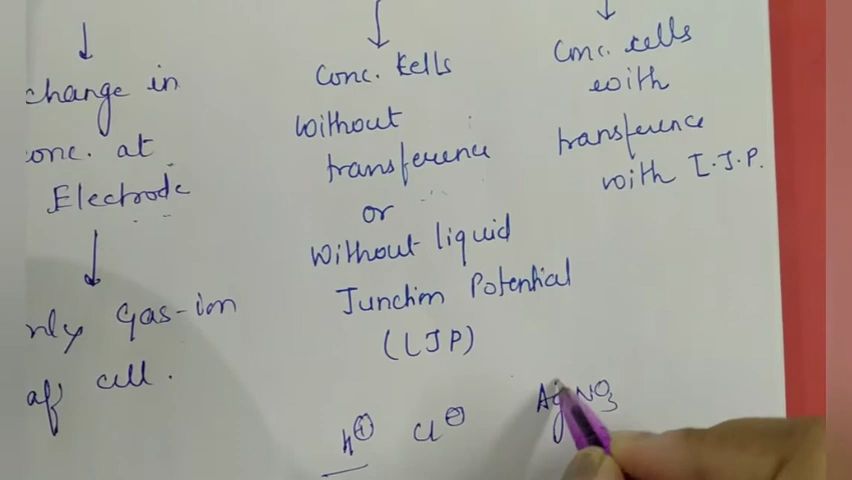 change in
conc. at
Electrode
only gas-ion
cell.
Conc. Cells
without
transference
or
without liquid
Junction Potential
(LJP)
H⊕ Cl⊖
Conc. cells
with
transference
with L.J.P.
AgNO3